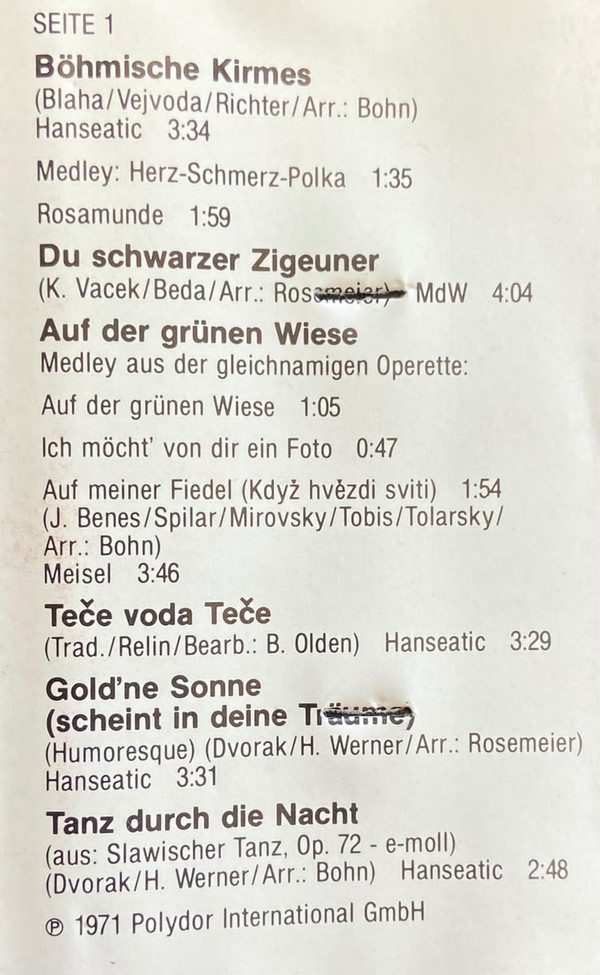 SEITE 1
Böhmische Kirmes
(Blaha/Vejvoda/Richter/Arr.: Bohn)
Hanseatic 3:34
Medley: Herz-Schmerz-Polka 1:35
Rosamunde 1:59
Du schwarzer Zigeuner
(K. Vacek/Beda/Arr.: Rosemeier) MdW 4:04
Auf der grünen Wiese
Medley aus der gleichnamigen Operette:
Auf der grünen Wiese 1:05
Ich möcht' von dir ein Foto 0:47
Auf meiner Fiedel (Když hvězdi sviti) 1:54
(J. Benes/Spilar/Mirovsky/Tobis/Tolarsky/
Arr.: Bohn)
Meisel 3:46
Teče voda Teče
(Trad./Relin/Bearb.: B. Olden) Hanseatic 3:29
Gold'ne Sonne
(scheint in deine Träume)
(Humoresque) (Dvorak/H. Werner/Arr.: Rosemeier)
Hanseatic 3:31
Tanz durch die Nacht
(aus: Slawischer Tanz, Op. 72 - e-moll)
(Dvorak/H. Werner/Arr.: Bohn) Hanseatic 2:48
℗ 1971 Polydor International GmbH